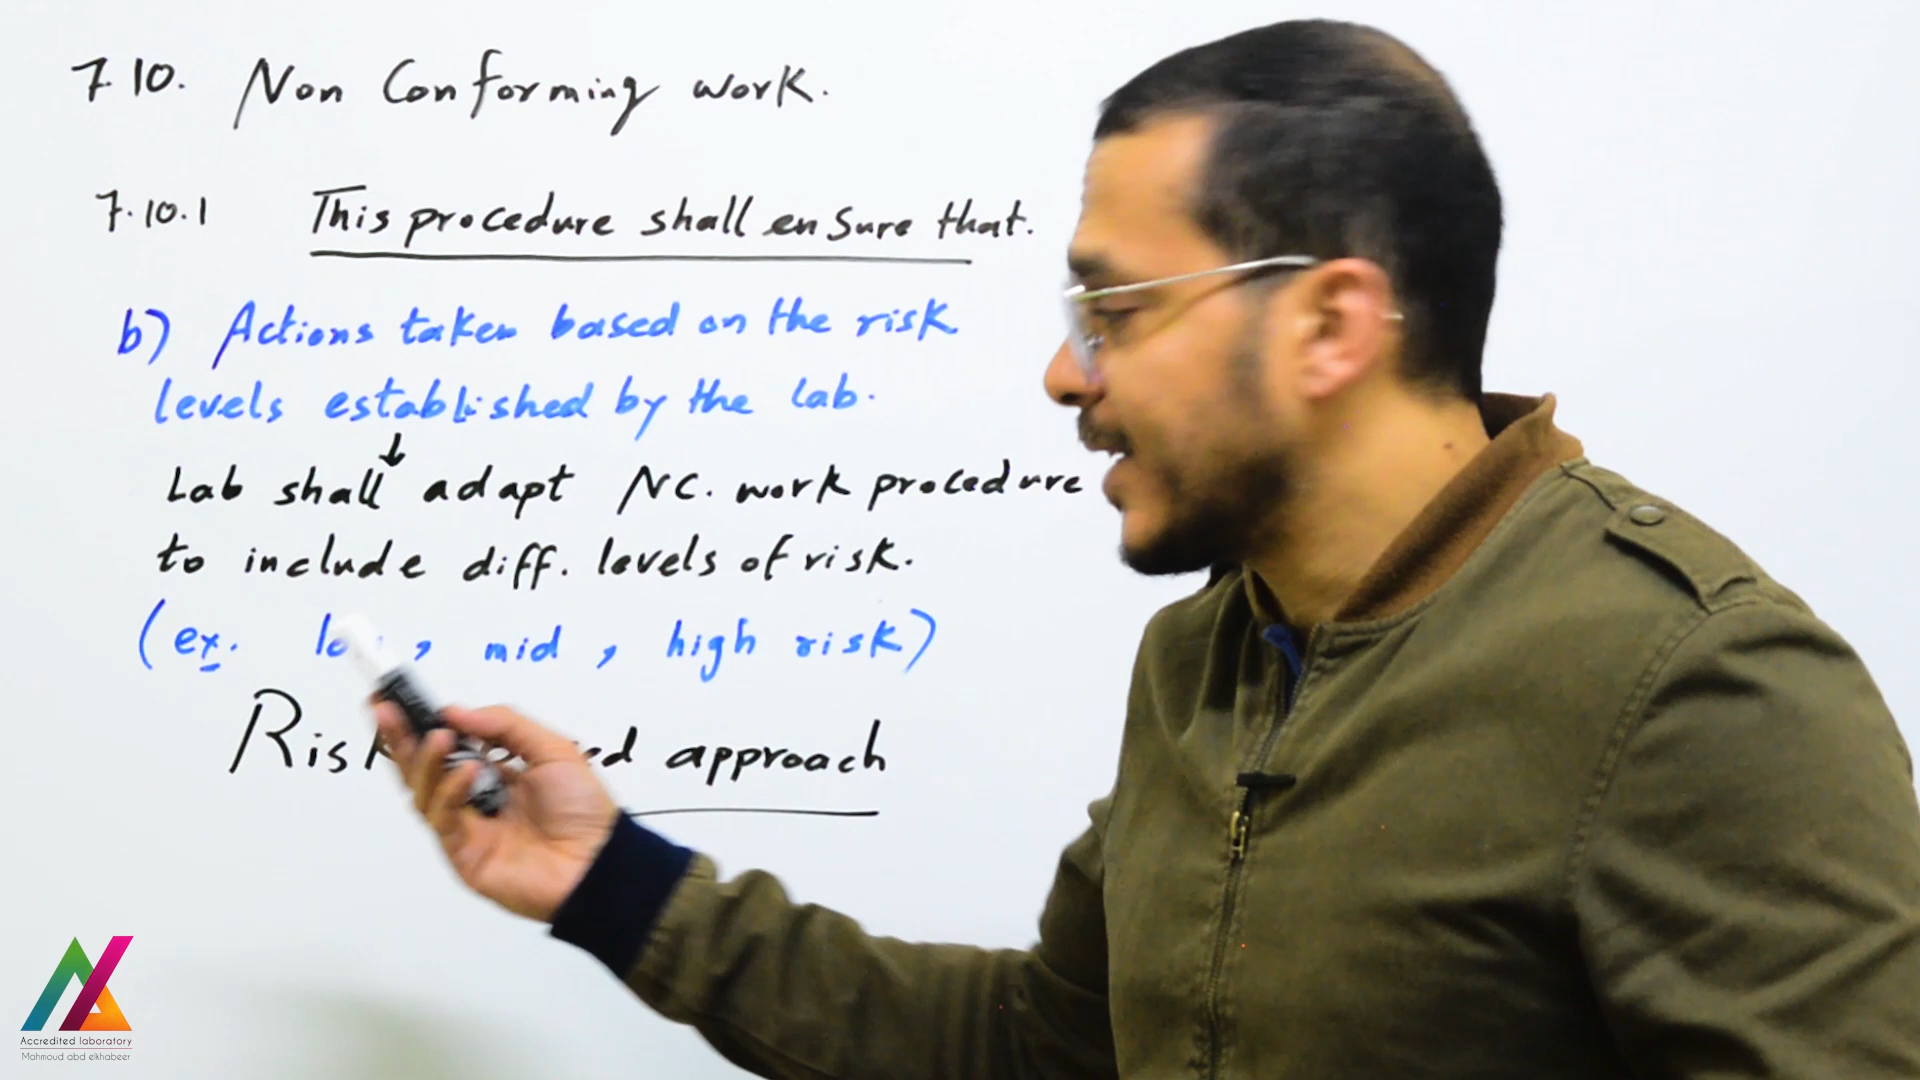 7.10. Non Conforming work.
7.10.1 This procedure shall ensure that.
b) Actions taken based on the risk
levels established by the lab.
Lab shall adapt NC. work procedure
to include diff. levels of risk.
(ex. , mid , high risk)
Risk approach
Accredited laboratory
Mahmoud abd elkhabeer